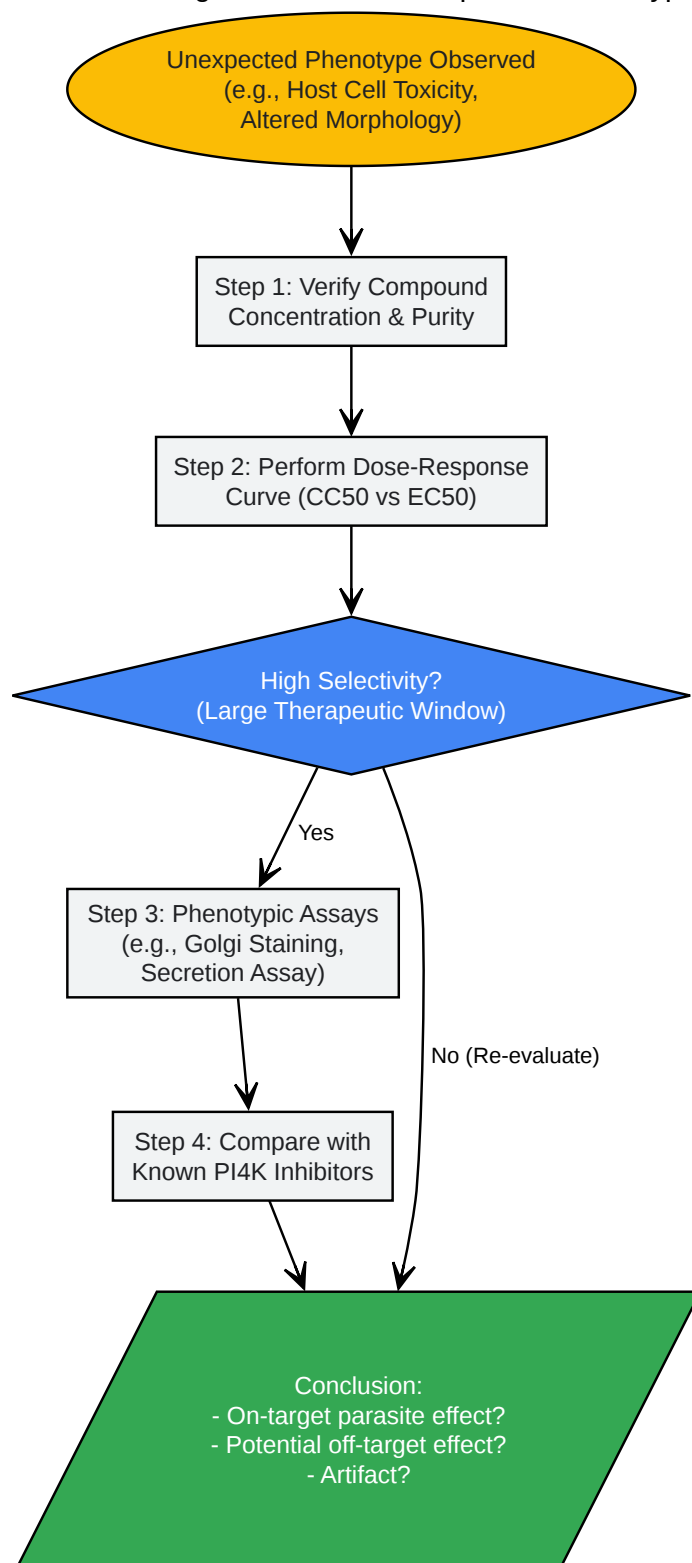 Unexpected Phenotype Observed
(e.g., Host Cell Toxicity,
Altered Morphology)
Step 1: Verify Compound
Concentration & Purity
Step 2: Perform Dose-Response
Curve (CC50 vs EC50)
High Selectivity?
(Large Therapeutic Window)
Yes
Step 3: Phenotypic Assays
(e.g., Golgi Staining,
Secretion Assay)
No (Re-evaluate)
Step 4: Compare with
Known PI4K Inhibitors
Conclusion:
- On-target parasite effect?
- Potential off-target effect?
- Artifact?